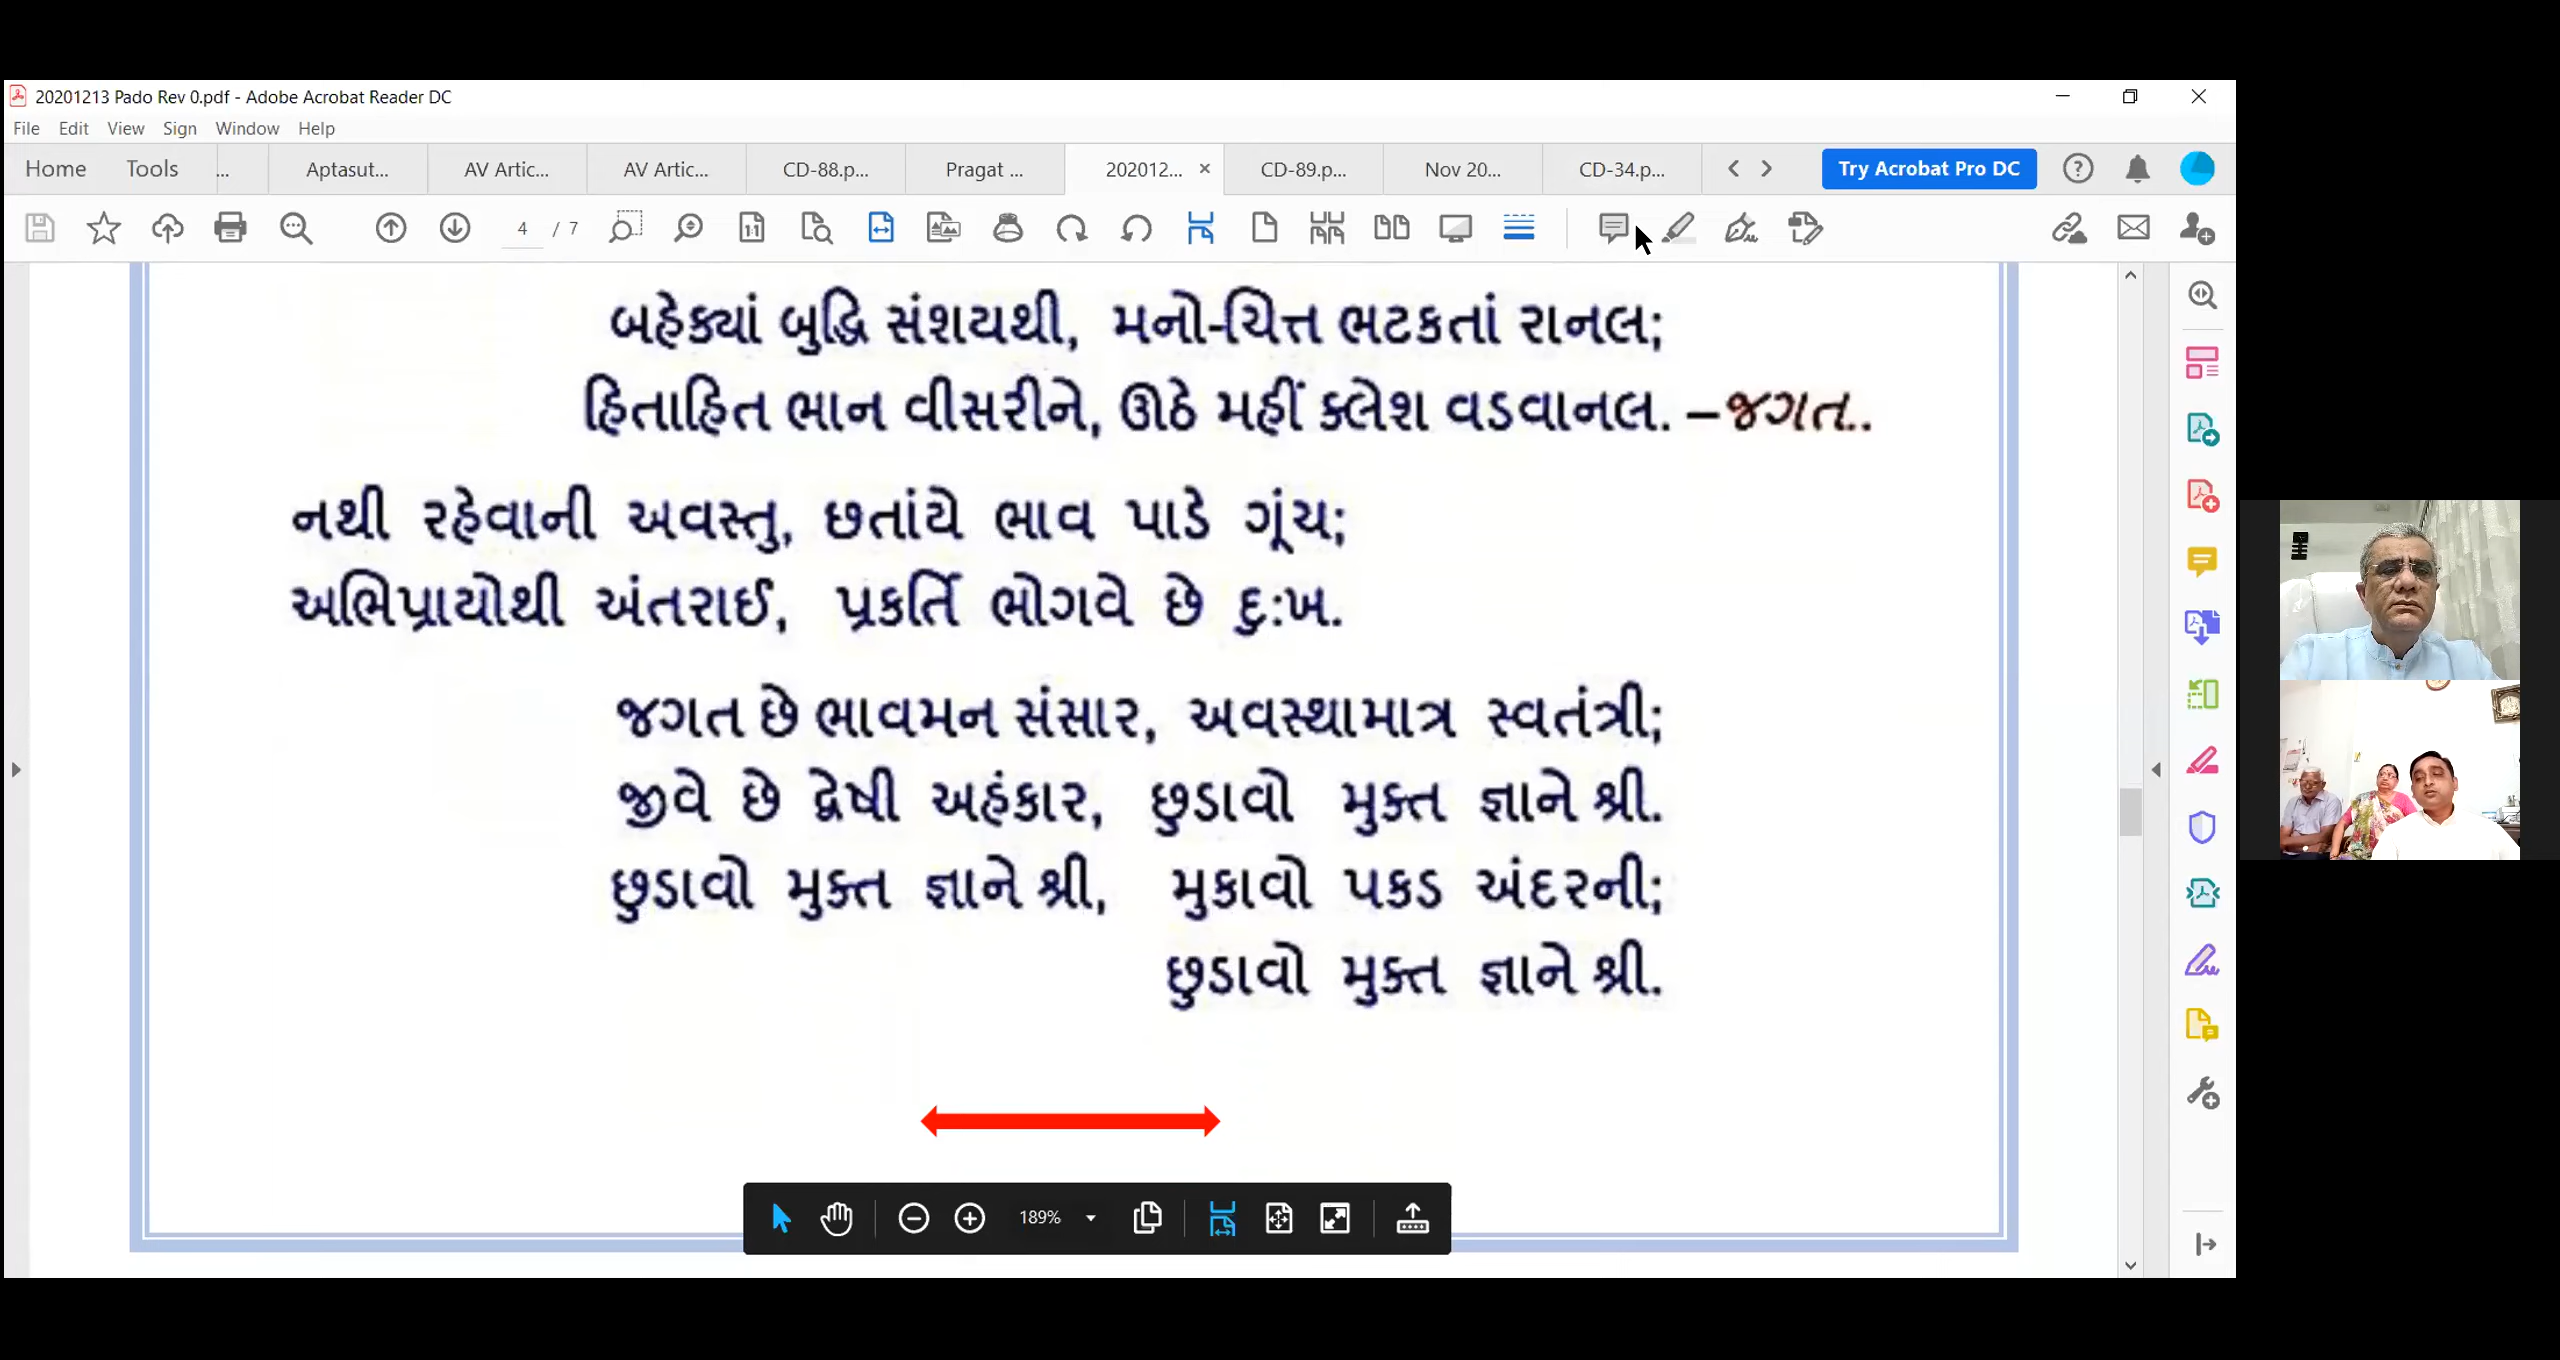 20201213 Pado Rev 0.pdf - Adobe Acrobat Reader DC
File Edit View Sign Window Help
Home Tools ... Aptasut... AV Artic... AV Artic... CD-88.p... Pragat ... 202012... CD-89.p... Nov 20... CD-34.p... Try Acrobat Pro DC
4 / 7
બહેક્યાં બુદ્ધિ સંશયથી, મનો-ચિત્ત ભટકતાં રાનલ;
હિતાહિત ભાન વીસરીને, ઊઠે મહીં ક્લેશ વડવાનલ. –જગત..
નથી રહેવાની અવસ્તુ, છતાંયે ભાવ પાડે ગૂંચ;
અભિપ્રાયોથી અંતરાઈ, પ્રકર્તિ ભોગવે છે દુઃખ.
જગત છે ભાવમન સંસાર, અવસ્થામાત્ર સ્વતંત્રી;
જીવે છે દ્વેષી અહંકાર, છુડાવો મુક્ત જ્ઞાને શ્રી.
છુડાવો મુક્ત જ્ઞાને શ્રી, મુકાવો પકડ અંદરની;
છુડાવો મુક્ત જ્ઞાને શ્રી.
189%